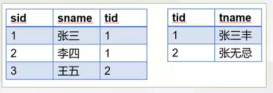 sid sname tid
1 张三 1
2 李四 1
3 王五 2
tid tname
1 张三丰
2 张无忌